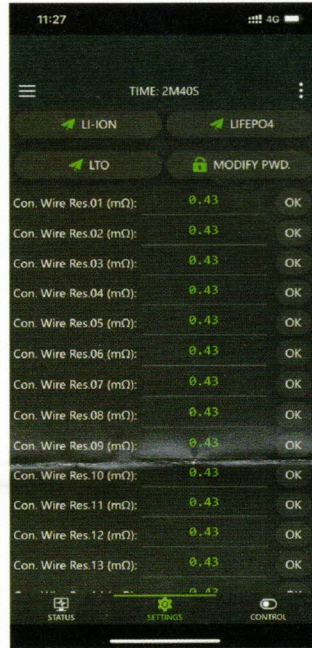 11:27 4G
TIME: 2M40S
LI-ION LIFEPO4
LTO MODIFY PWD.
Con. Wire Res.01 (mΩ): 0.43 OK
Con. Wire Res.02 (mΩ): 0.43 OK
Con. Wire Res.03 (mΩ): 0.43 OK
Con. Wire Res.04 (mΩ): 0.43 OK
Con. Wire Res.05 (mΩ): 0.43 OK
Con. Wire Res.06 (mΩ): 0.43 OK
Con. Wire Res.07 (mΩ): 0.43 OK
Con. Wire Res.08 (mΩ): 0.43 OK
Con. Wire Res.09 (mΩ): 0.43 OK
Con. Wire Res.10 (mΩ): 0.43 OK
Con. Wire Res.11 (mΩ): 0.43 OK
Con. Wire Res.12 (mΩ): 0.43 OK
Con. Wire Res.13 (mΩ): 0.43 OK
STATUS SETTINGS CONTROL